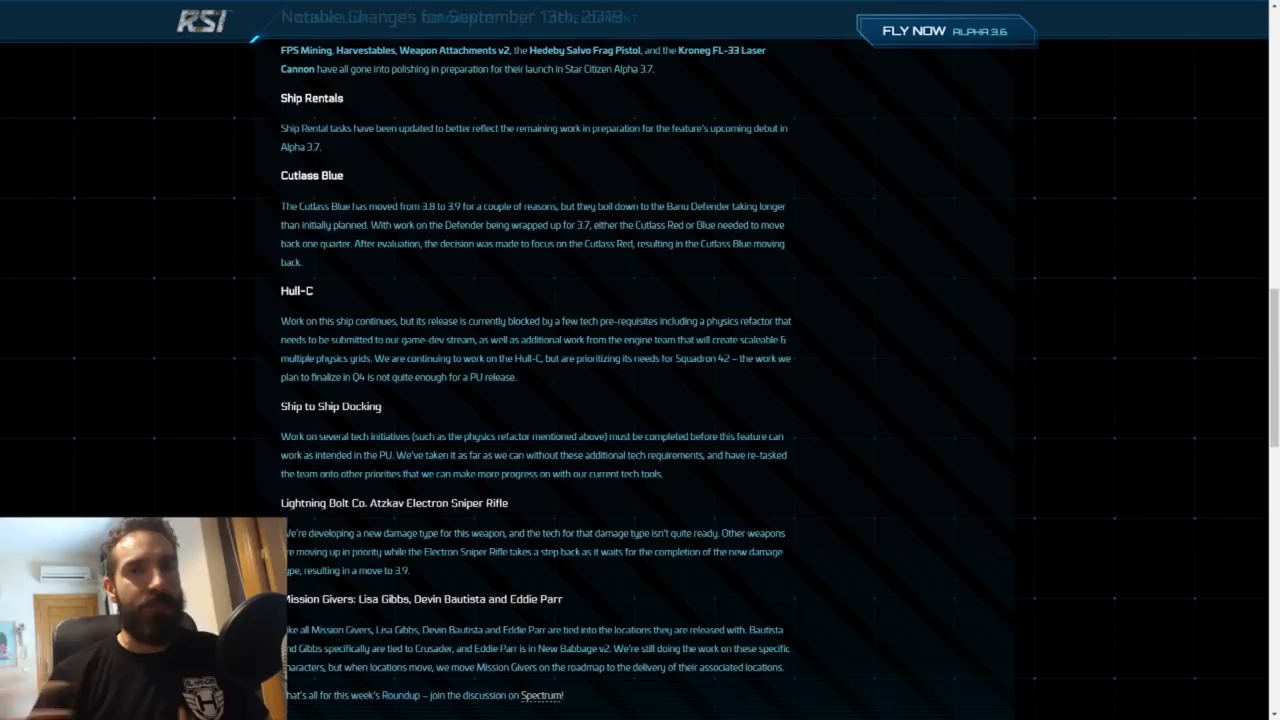 RSI
Notable Changes for September 13th, 2019
FLY NOW ALPHA 3.6
FPS Mining, Harvestables, Weapon Attachments v2, the Hedeby Salvo Frag Pistol, and the Kroneg FL-33 Laser
Cannon have all gone into polishing in preparation for their launch in Star Citizen Alpha 3.7.
Ship Rentals
Ship Rental tasks have been updated to better reflect the remaining work in preparation for the feature's upcoming debut in
Alpha 3.7.
Cutlass Blue
The Cutlass Blue has moved from 3.8 to 3.9 for a couple of reasons, but they boil down to the Banu Defender taking longer
than initially planned. With work on the Defender being wrapped up for 3.7, either the Cutlass Red or Blue needed to move
back one quarter. After evaluation, the decision was made to focus on the Cutlass Red, resulting in the Cutlass Blue moving
back.
Hull-C
Work on this ship continues, but its release is currently blocked by a few tech pre-requisites including a physics refactor that
needs to be submitted to our game-dev stream, as well as additional work from the engine team that will create scaleable &
multiple physics grids. We are continuing to work on the Hull-C, but are prioritizing its needs for Squadron 42 – the work we
plan to finalize in Q4 is not quite enough for a PU release.
Ship to Ship Docking
Work on several tech initiatives (such as the physics refactor mentioned above) must be completed before this feature can
work as intended in the PU. We've taken it as far as we can without these additional tech requirements, and have re-tasked
the team onto other priorities that we can make more progress on with our current tech tools.
Lightning Bolt Co. Atzkav Electron Sniper Rifle
We're developing a new damage type for this weapon, and the tech for that damage type isn't quite ready. Other weapons
re moving up in priority while the Electron Sniper Rifle takes a step back as it waits for the completion of the new damage
ype, resulting in a move to 3.9.
Mission Givers: Lisa Gibbs, Devin Bautista and Eddie Parr
ike all Mission Givers, Lisa Gibbs, Devin Bautista and Eddie Parr are tied into the locations they are released with. Bautista
nd Gibbs specifically are tied to Crusader, and Eddie Parr is in New Babbage v2. We're still doing the work on these specific
haracters, but when locations move, we move Mission Givers on the roadmap to the delivery of their associated locations.
hat's all for this week's Roundup – join the discussion on Spectrum!
H